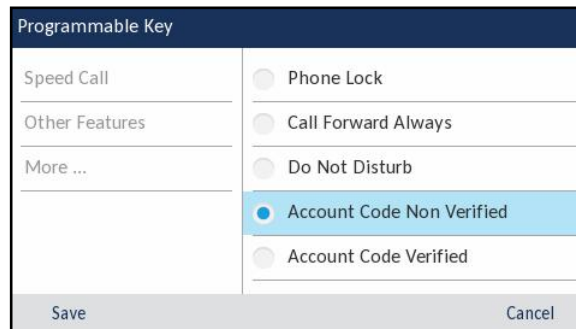 Programmable Key
Speed Call
Other Features
More ...
Phone Lock
Call Forward Always
Do Not Disturb
Account Code Non Verified
Account Code Verified
Save
Cancel